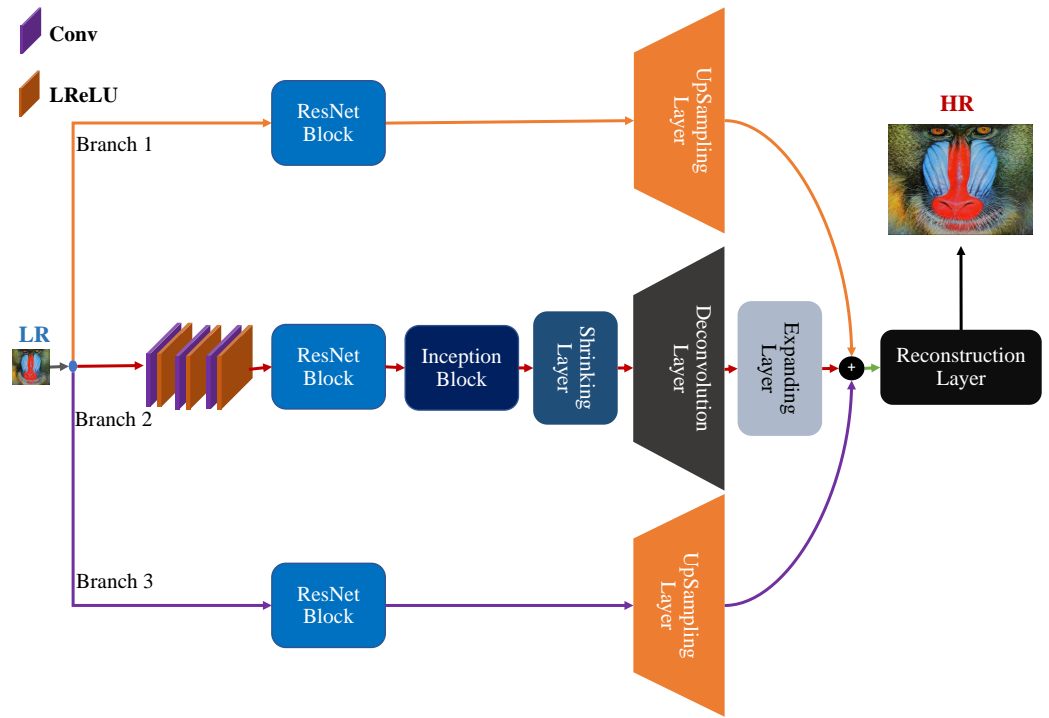 Conv
LReLU
Branch 1
ResNet
Block
UpSampling
Layer
HR
LR
Branch 2
ResNet
Block
Inception
Block
Shrinking
Layer
Deconvolution
Layer
Expanding
Layer
+
Reconstruction
Layer
Branch 3
ResNet
Block
UpSampling
Layer